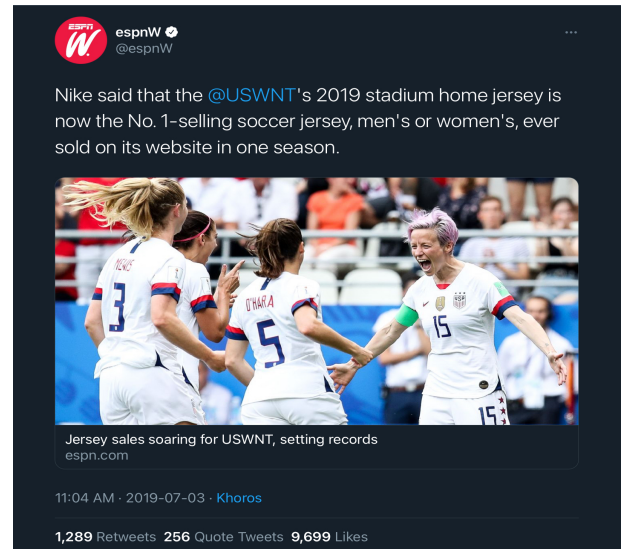 ESPN
W.
espnW
@espnW
...
Nike said that the @USWNT's 2019 stadium home jersey is
now the No. 1-selling soccer jersey, men's or women's, ever
sold on its website in one season.
MEWIS
3
O'HARA
5
15
15
Jersey sales soaring for USWNT, setting records
espn.com
11:04 AM · 2019-07-03 · Khoros
1,289 Retweets 256 Quote Tweets 9,699 Likes